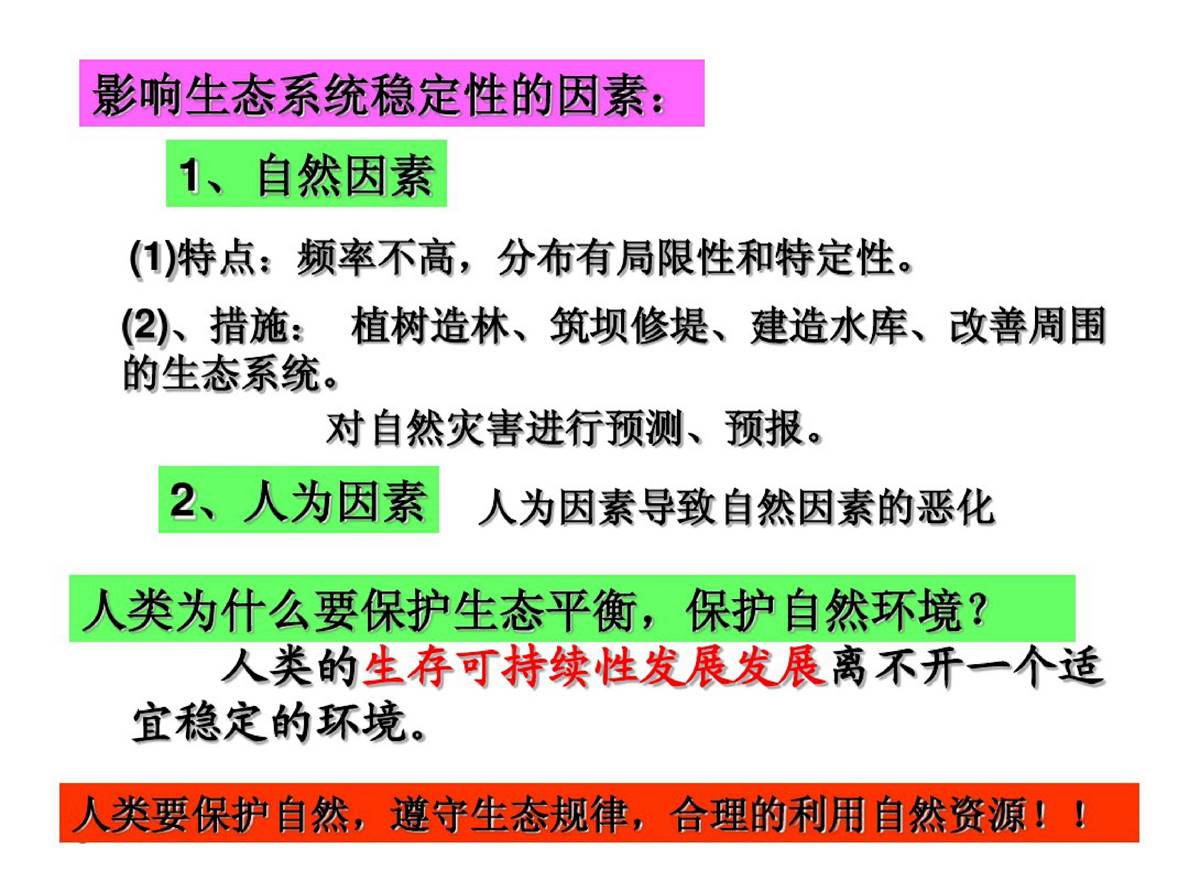 影响生态系统稳定性的因素：
1、自然因素
(1)特点：频率不高，分布有局限性和特定性。
(2)、措施： 植树造林、筑坝修堤、建造水库、改善周围
的生态系统。
对自然灾害进行预测、预报。
2、人为因素 人为因素导致自然因素的恶化
人类为什么要保护生态平衡，保护自然环境？
人类的生存可持续性发展发展离不开一个适
宜稳定的环境。
人类要保护自然，遵守生态规律，合理的利用自然资源！！